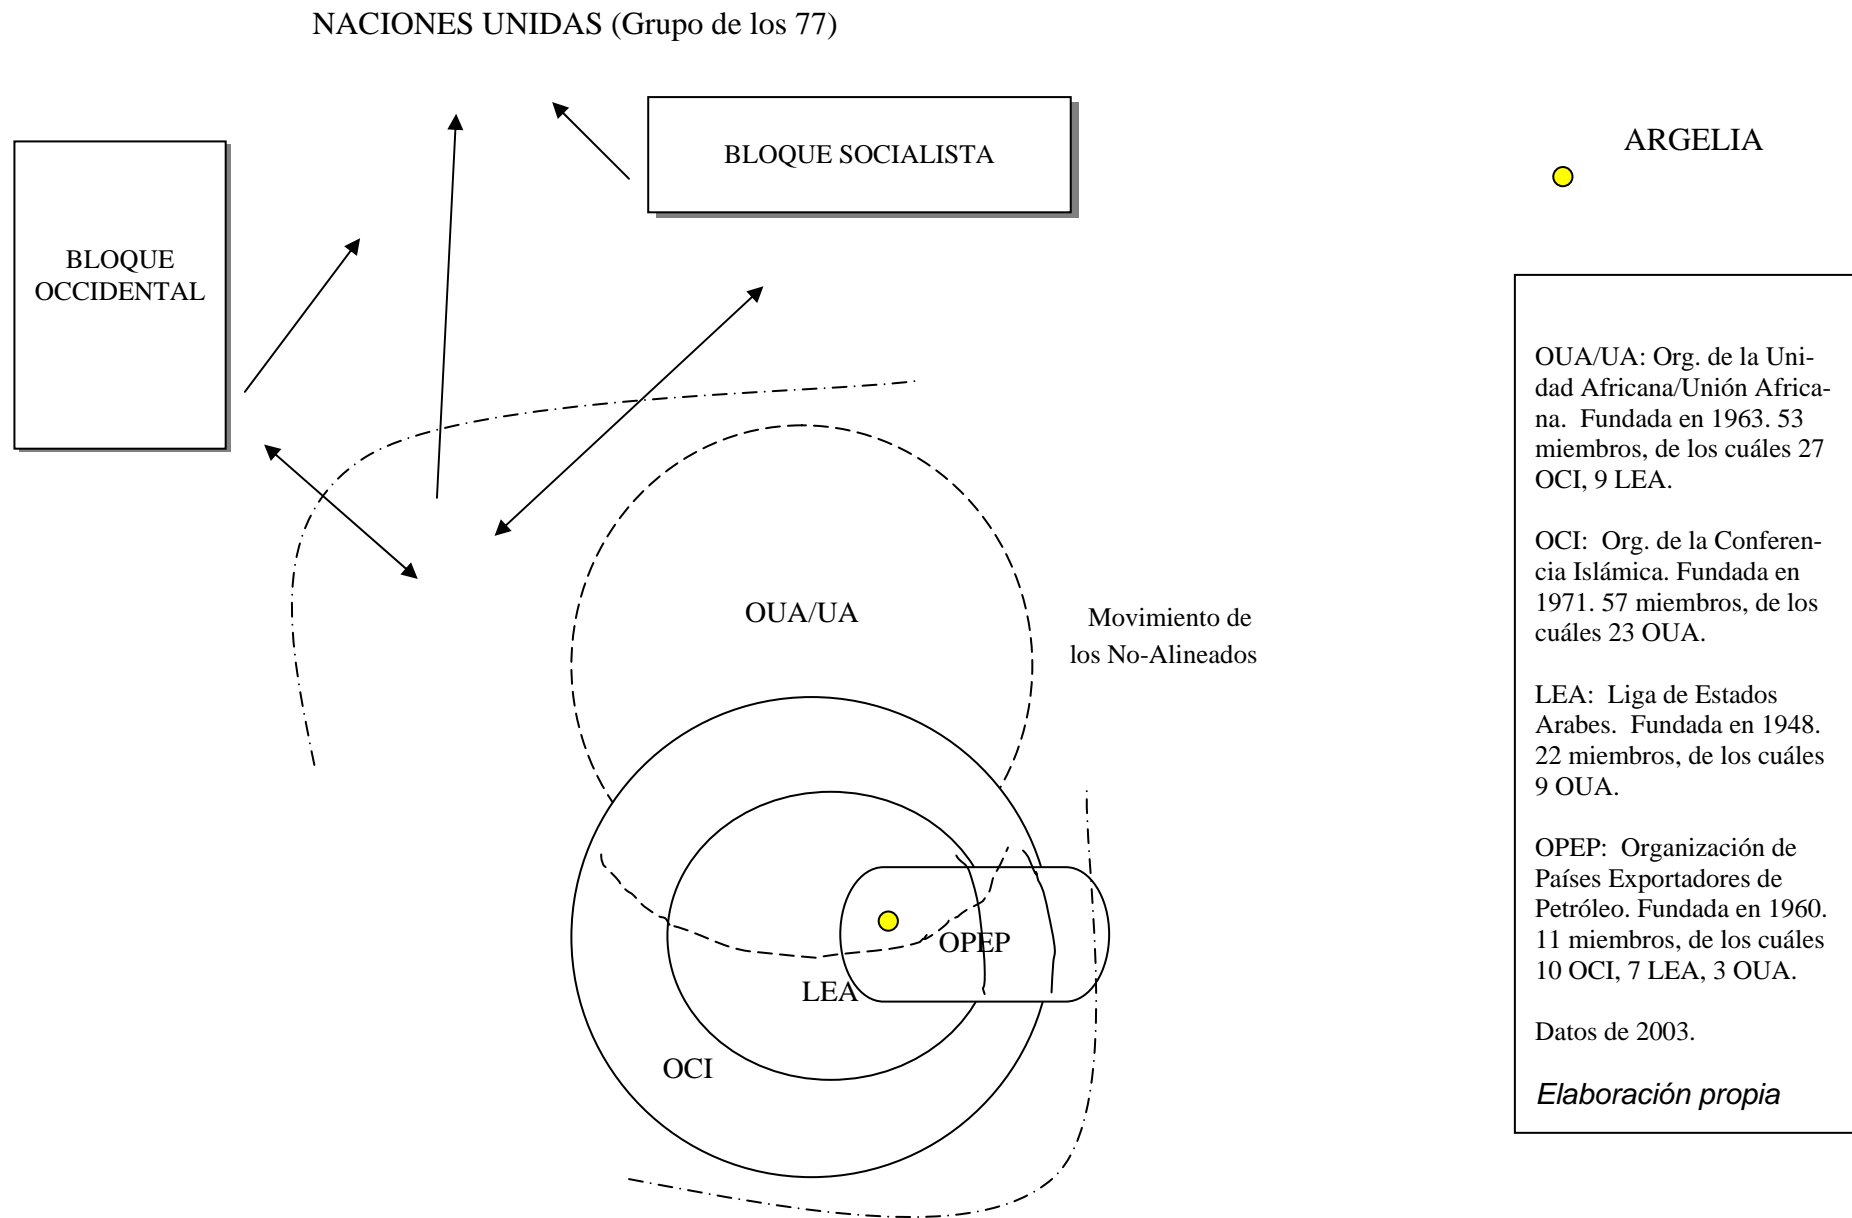 NACIONES UNIDAS (Grupo de los 77)
BLOQUE SOCIALISTA
ARGELIA
BLOQUE
OCCIDENTAL
OUA/UA
Movimiento de
los No-Alineados
OPEP
LEA
OCI
OUA/UA: Org. de la Uni-
dad Africana/Unión Africa-
na.  Fundada en 1963. 53
miembros, de los cuáles 27
OCI, 9 LEA.
OCI:  Org. de la Conferen-
cia Islámica. Fundada en
1971. 57 miembros, de los
cuáles 23 OUA.
LEA:  Liga de Estados
Arabes.  Fundada en 1948.
22 miembros, de los cuáles
9 OUA.
OPEP:  Organización de
Países Exportadores de
Petróleo. Fundada en 1960.
11 miembros, de los cuáles
10 OCI, 7 LEA, 3 OUA.
Datos de 2003.
Elaboración propia